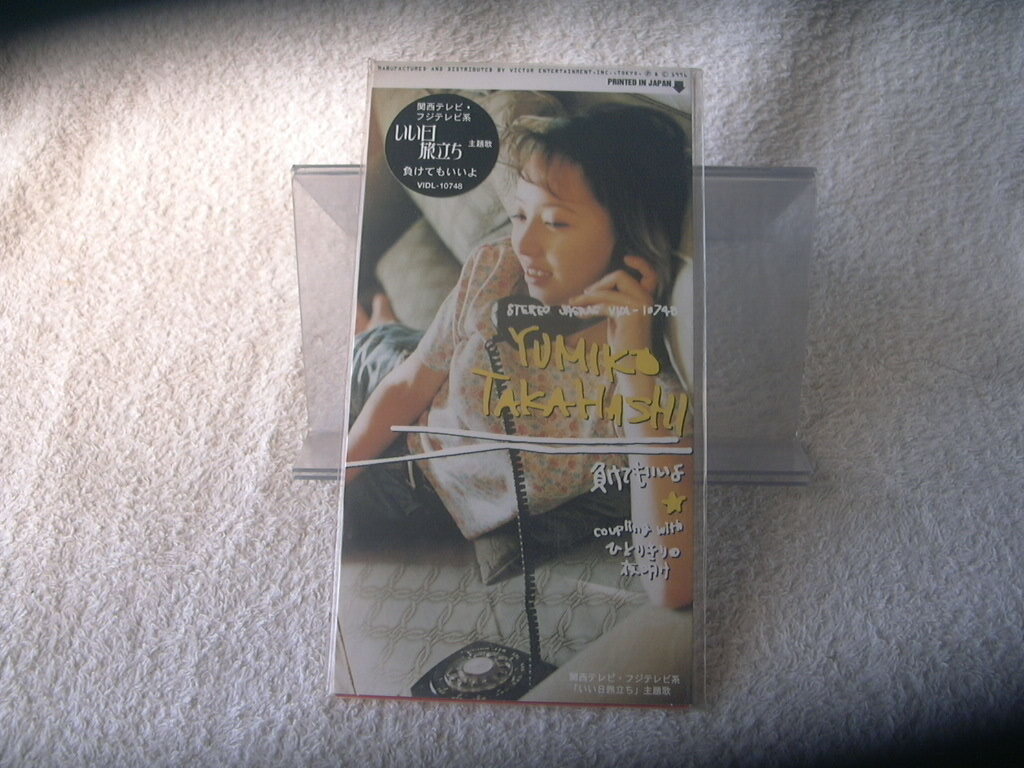 MANUFACTURED AND DISTRIBUTED BY VICTOR ENTERTAINMENT, INC., TOKYO. Ⓟ & © 1996
PRINTED IN JAPAN
関西テレビ・
フジテレビ系
いい日
旅立ち 主題歌
負けてもいいよ
VIDL-10748
STEREO VIDL-10748
YUMIKO
TAKAHASHI
負けてもいいよ
coupling with
ひとりきりの
夜明け
関西テレビ・フジテレビ系
「いい日旅立ち」主題歌